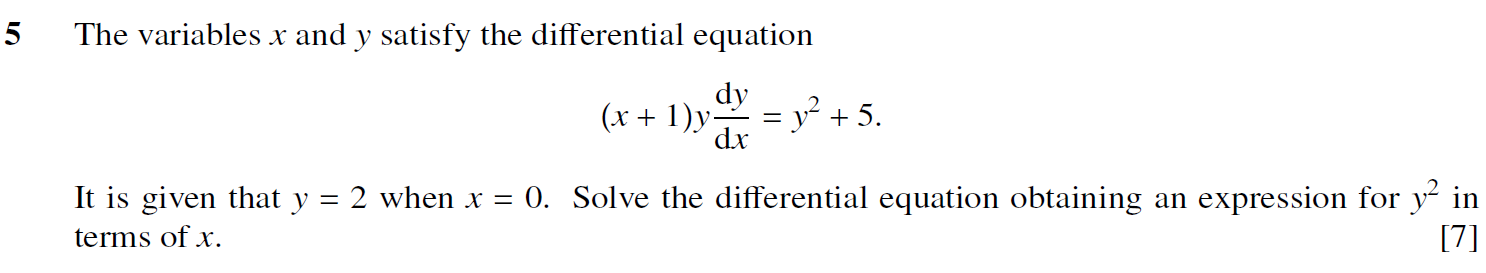 5 The variables x and y satisfy the differential equation
(x + 1)y dy/dx = y² + 5.
It is given that y = 2 when x = 0. Solve the differential equation obtaining an expression for y² in
terms of x. [7]